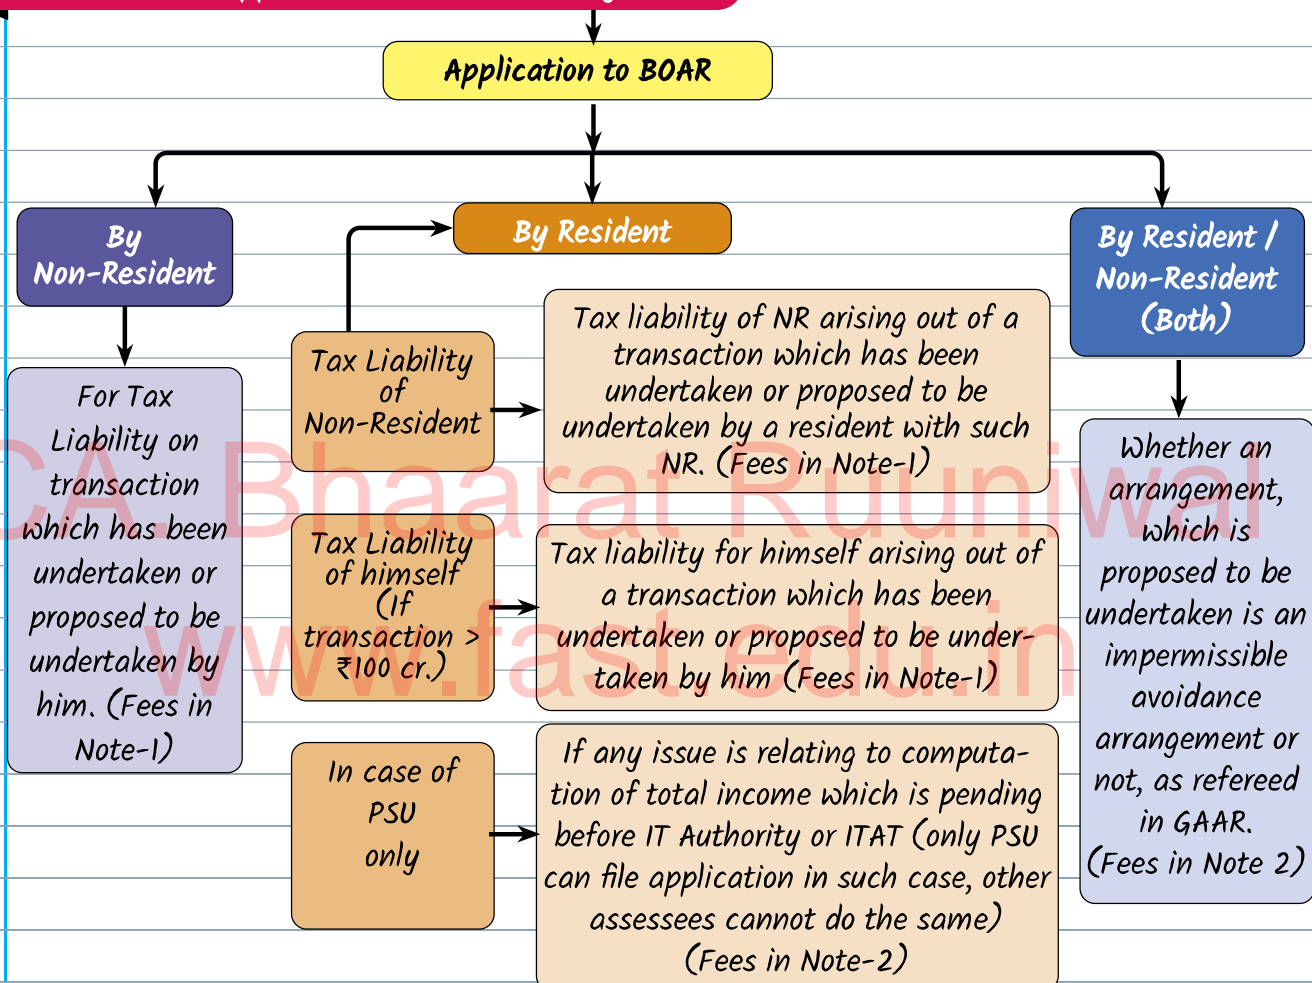 Application to BOAR
By
Non-Resident
By Resident
By Resident /
Non-Resident
(Both)
For Tax
Liability on
transaction
which has been
undertaken or
proposed to be
undertaken by
him. (Fees in
Note-1)
Tax Liability
of
Non-Resident
Tax liability of NR arising out of a
transaction which has been
undertaken or proposed to be
undertaken by a resident with such
NR. (Fees in Note-1)
Tax Liability
of himself
(If
transaction >
₹100 cr.)
Tax liability for himself arising out of
a transaction which has been
undertaken or proposed to be under-
taken by him (Fees in Note-1)
In case of
PSU
only
If any issue is relating to computa-
tion of total income which is pending
before IT Authority or ITAT (only PSU
can file application in such case, other
assessees cannot do the same)
(Fees in Note-2)
Whether an
arrangement,
which is
proposed to be
undertaken is an
impermissible
avoidance
arrangement or
not, as refereed
in GAAR.
(Fees in Note 2)
CA. Bhaarat Ruuniwal
www.fast.edu.in